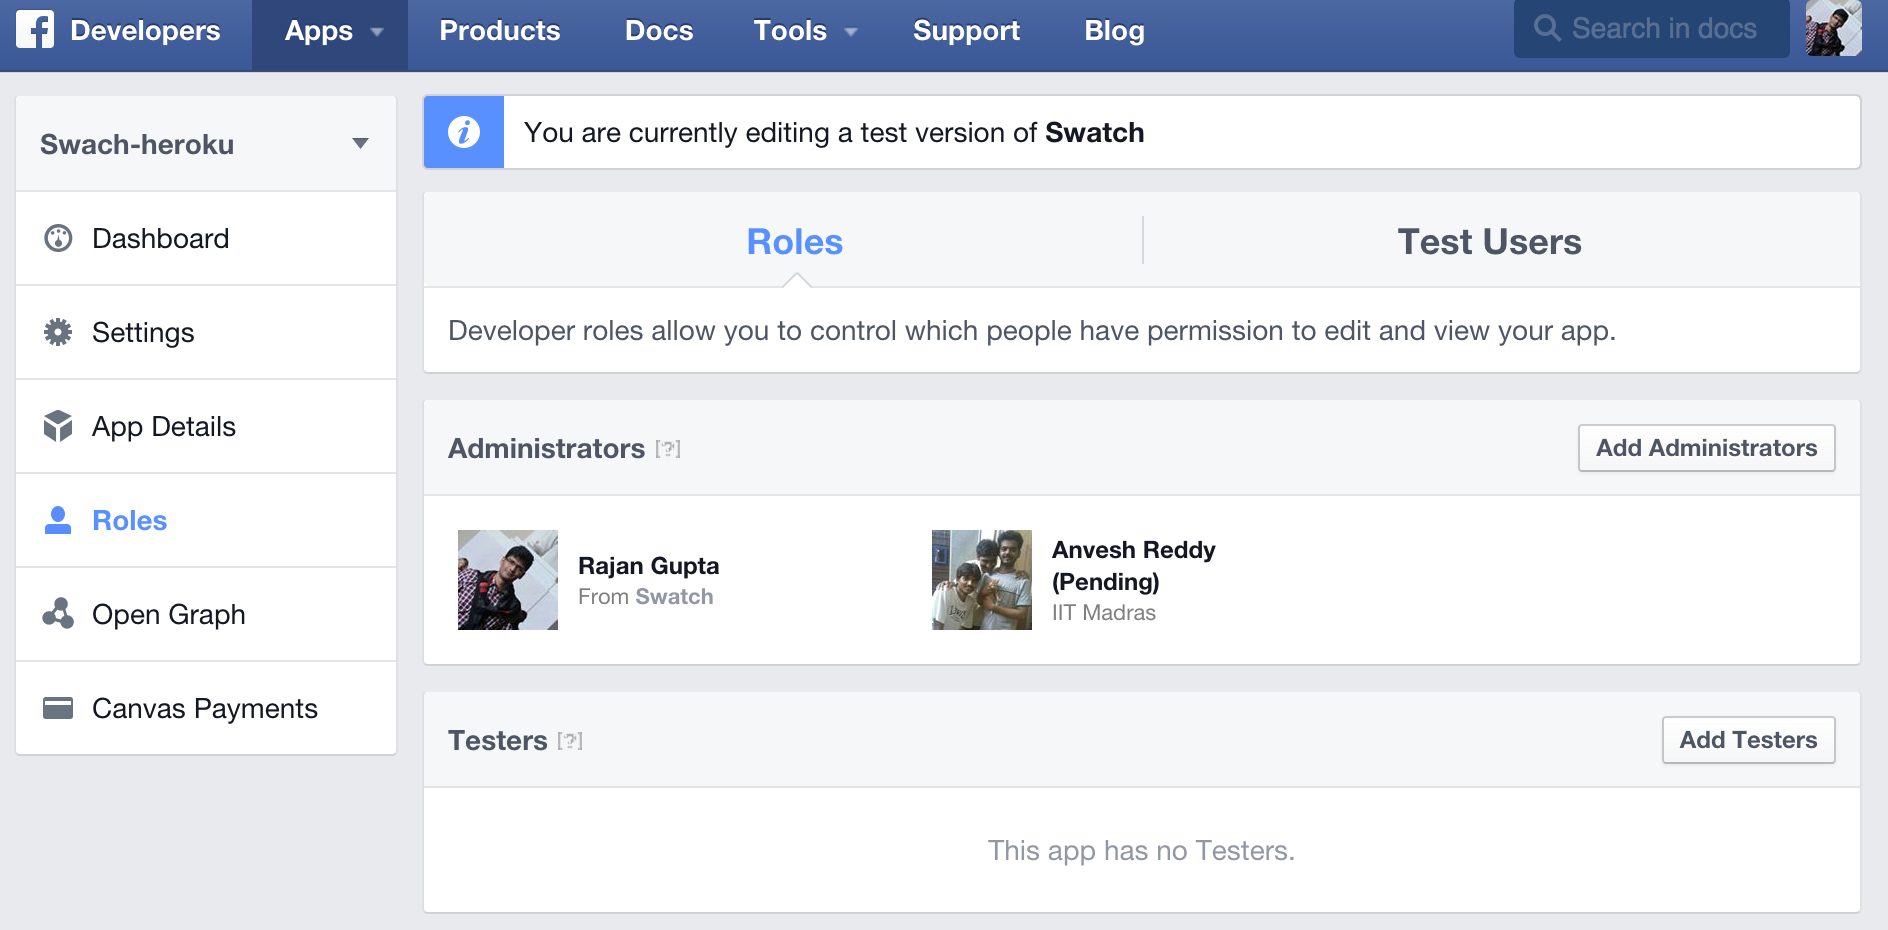 Developers Apps Products Docs Tools Support Blog Search in docs
Swach-heroku
Dashboard
Settings
App Details
Roles
Open Graph
Canvas Payments
You are currently editing a test version of Swatch
Roles Test Users
Developer roles allow you to control which people have permission to edit and view your app.
Administrators [?] Add Administrators
Rajan Gupta
From Swatch
Anvesh Reddy
(Pending)
IIT Madras
Testers [?] Add Testers
This app has no Testers.